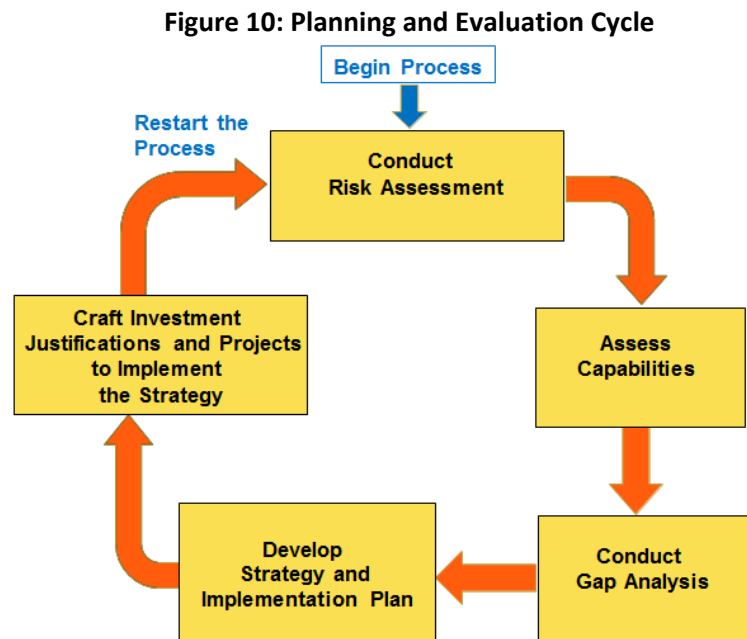 Figure 10: Planning and Evaluation Cycle
Begin Process
Restart the
Process
Conduct
Risk Assessment
Assess
Capabilities
Conduct
Gap Analysis
Develop
Strategy and
Implementation Plan
Craft Investment
Justifications and Projects
to Implement
the Strategy